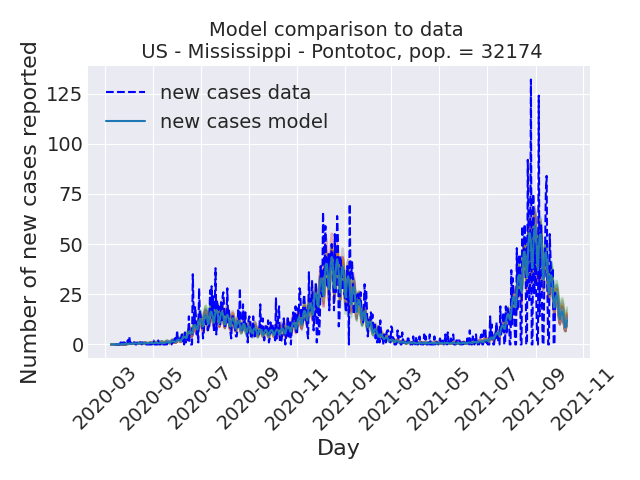 Model comparison to data
US - Mississippi - Pontotoc, pop. = 32174
Number of new cases reported
125
100
75
50
25
0
new cases data
new cases model
2020-03
2020-05
2020-07
2020-09
2020-11
2021-01
2021-03
2021-05
2021-07
2021-09
2021-11
Day